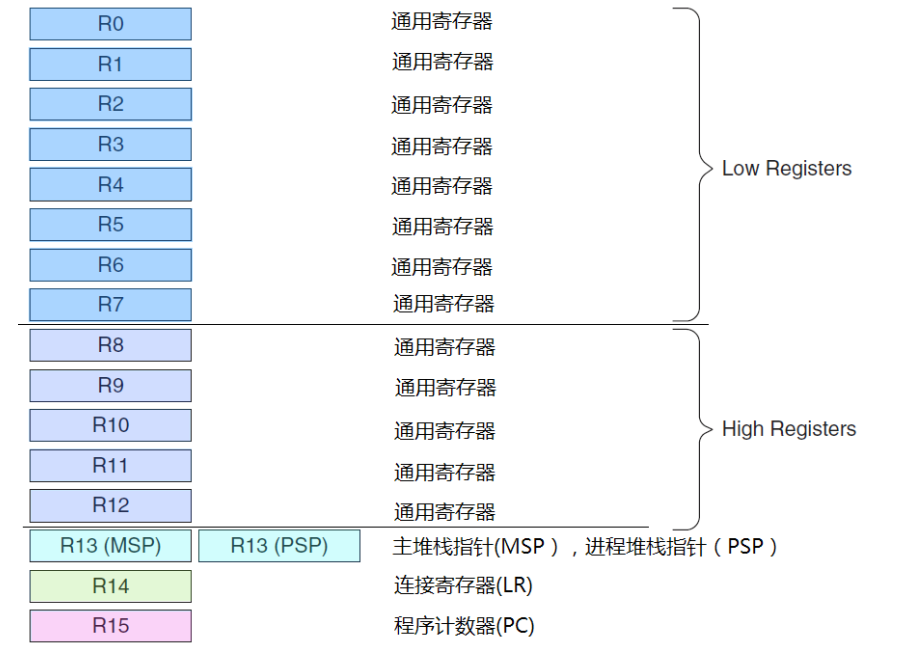 R0 通用寄存器
R1 通用寄存器
R2 通用寄存器
R3 通用寄存器
R4 通用寄存器
Low Registers
R5 通用寄存器
R6 通用寄存器
R7 通用寄存器
R8 通用寄存器
R9 通用寄存器
R10 通用寄存器
High Registers
R11 通用寄存器
R12 通用寄存器
R13 (MSP) R13 (PSP) 主堆栈指针(MSP），进程堆栈指针（PSP）
R14 连接寄存器(LR)
R15 程序计数器(PC)